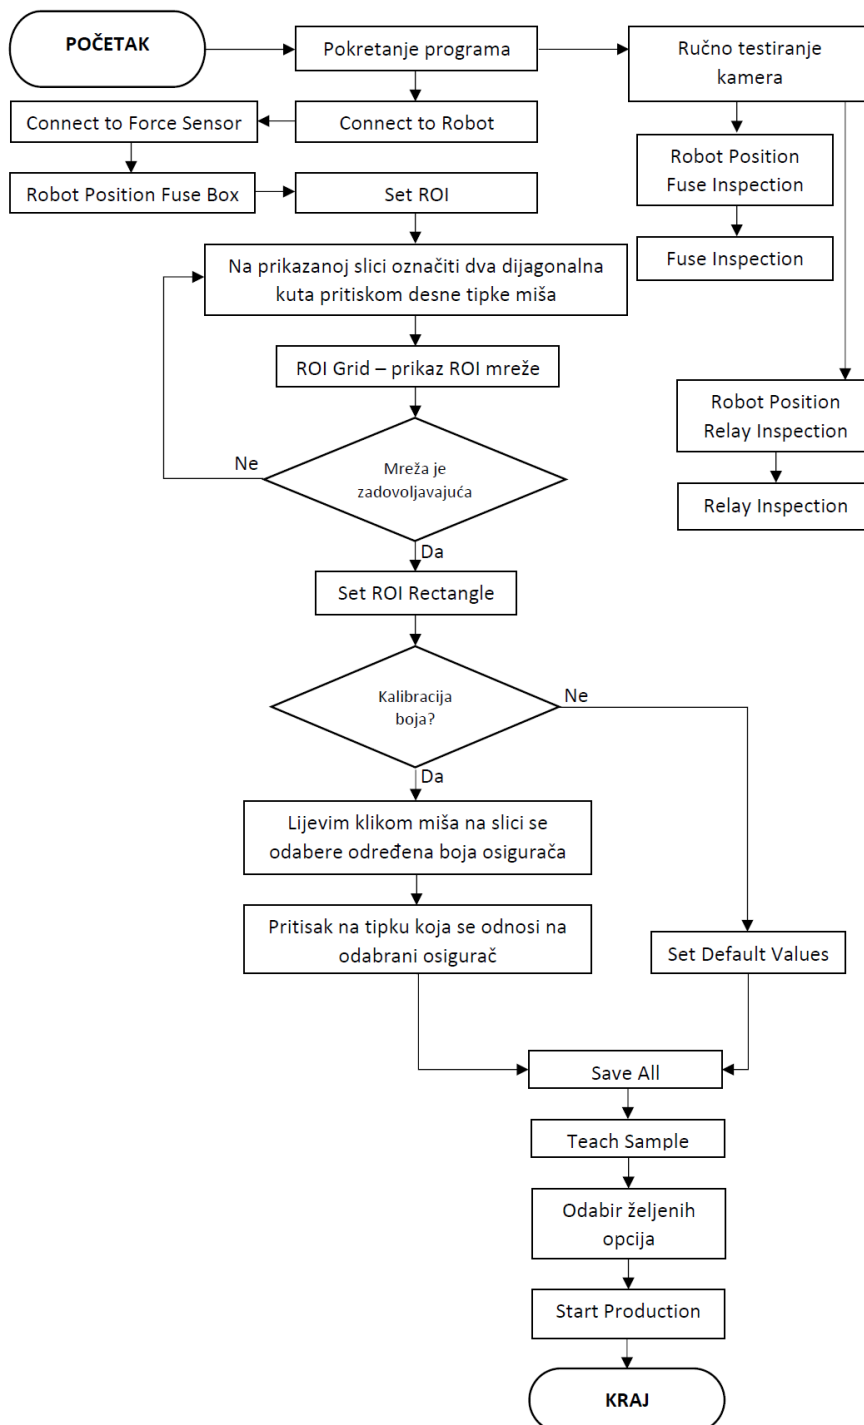 POČETAK
Pokretanje programa
Ručno testiranje
kamera
Connect to Force Sensor
Connect to Robot
Robot Position
Fuse Inspection
Robot Position Fuse Box
Set ROI
Fuse Inspection
Na prikazanoj slici označiti dva dijagonalna
kuta pritiskom desne tipke miša
ROI Grid – prikaz ROI mreže
Robot Position
Relay Inspection
Ne
Mreža je
zadovoljavajuća
Relay Inspection
Da
Set ROI Rectangle
Kalibracija
boja?
Ne
Da
Lijevim klikom miša na slici se
odabere određena boja osigurača
Pritisak na tipku koja se odnosi na
odabrani osigurač
Set Default Values
Save All
Teach Sample
Odabir željenih
opcija
Start Production
KRAJ